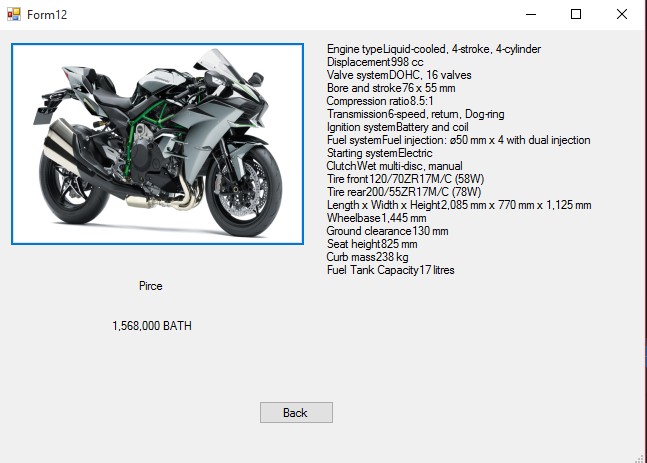 Form12
Engine typeLiquid-cooled, 4-stroke, 4-cylinder
Displacement998 cc
Valve systemDOHC, 16 valves
Bore and stroke76 x 55 mm
Compression ratio8.5:1
Transmission6-speed, return, Dog-ring
Ignition systemBattery and coil
Fuel systemFuel injection: ø50 mm x 4 with dual injection
Starting systemElectric
ClutchWet multi-disc, manual
Tire front120/70ZR17M/C (58W)
Tire rear200/55ZR17M/C (78W)
Length x Width x Height2,085 mm x 770 mm x 1,125 mm
Wheelbase1,445 mm
Ground clearance130 mm
Seat height825 mm
Curb mass238 kg
Fuel Tank Capacity17 litres
Pirce
1,568,000 BATH
Back